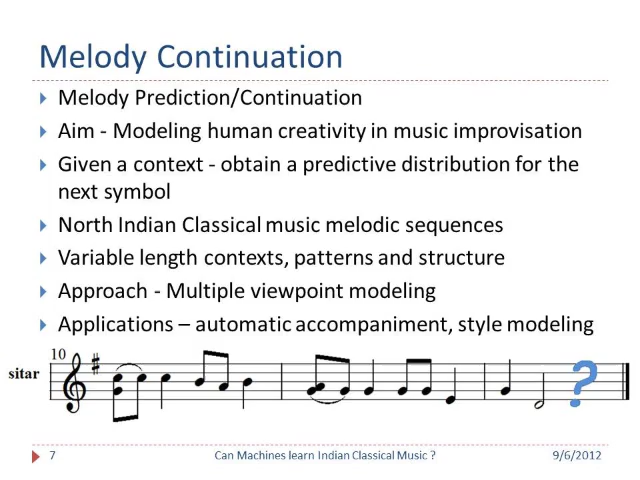 Melody Continuation
Melody Prediction/Continuation
Aim - Modeling human creativity in music improvisation
Given a context - obtain a predictive distribution for the
next symbol
North Indian Classical music melodic sequences
Variable length contexts, patterns and structure
Approach - Multiple viewpoint modeling
Applications – automatic accompaniment, style modeling
10
sitar
?
7 Can Machines learn Indian Classical Music ? 9/6/2012